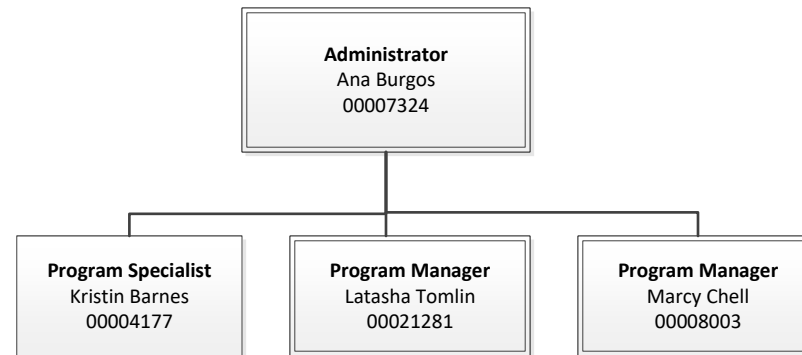 Administrator
Ana Burgos
00007324
Program Specialist
Kristin Barnes
00004177
Program Manager
Latasha Tomlin
00021281
Program Manager
Marcy Chell
00008003